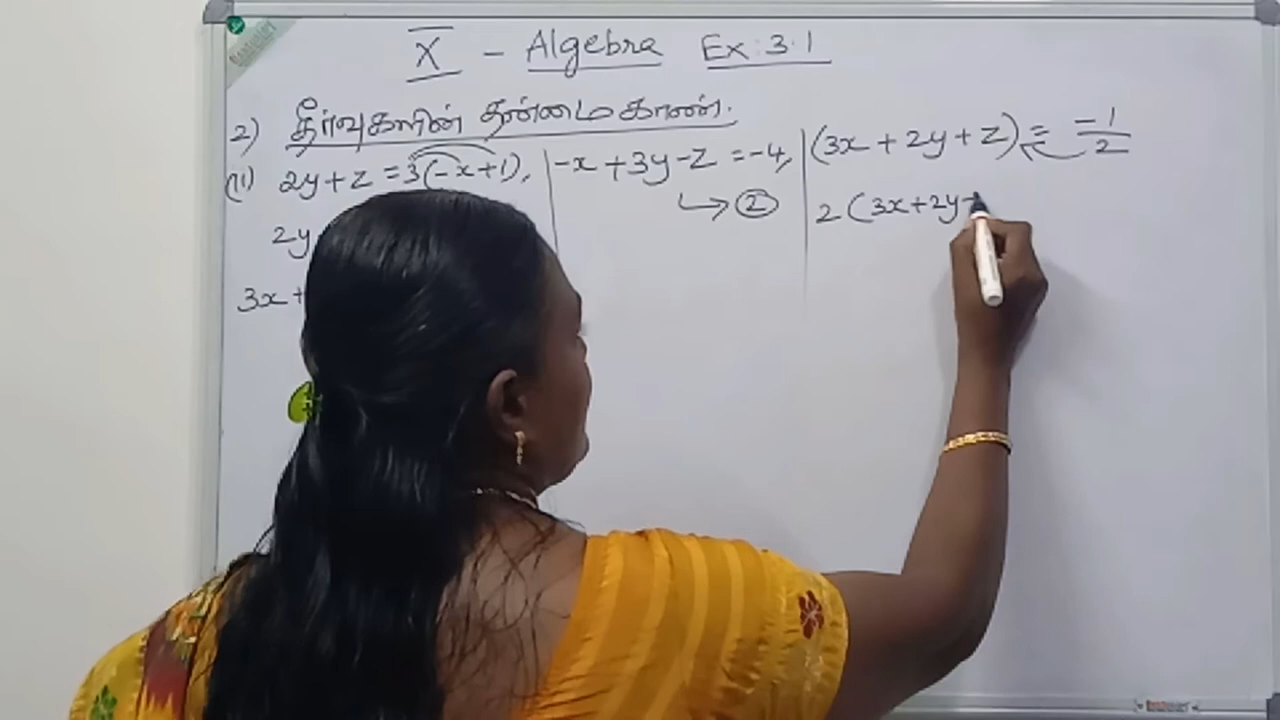 X - Algebra Ex: 3.1
2) தீர்வுகளின் தன்மை காண்.
(ii) 2y + z = 3(-x+1), -x + 3y - z = -4, (3x + 2y + z) = -1/2
2y → ② 2(3x+2y+
3x+